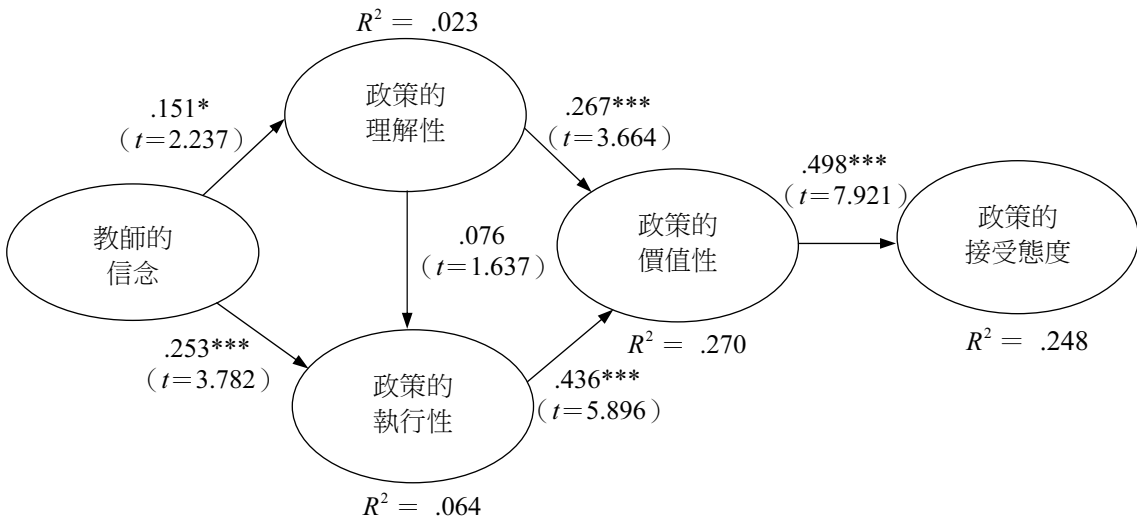 R² = .023
政策的
理解性
.151*
（t＝2.237）
.267***
（t＝3.664）
.498***
（t＝7.921）
教師的
信念
.076
（t＝1.637）
政策的
價值性
政策的
接受態度
R² = .270
R² = .248
.253***
（t＝3.782）
政策的
執行性
.436***
（t＝5.896）
R² = .064